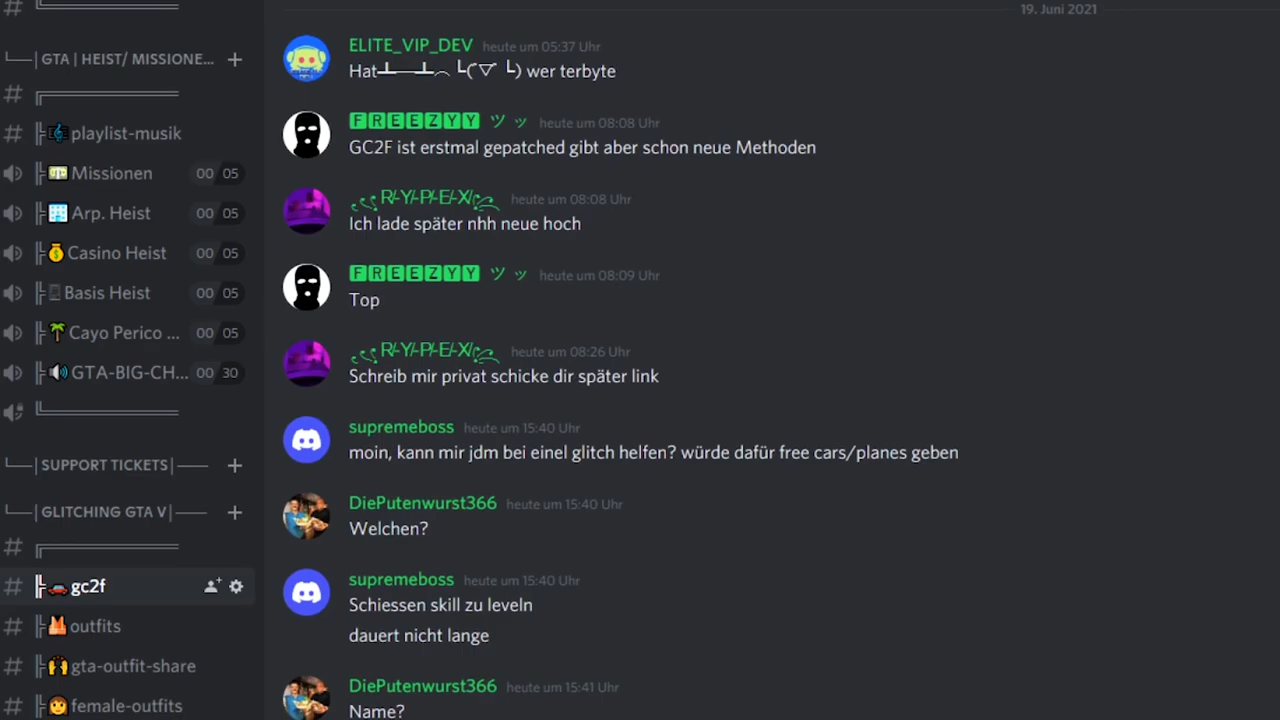 GTA | HEIST/ MISSIONE...
playlist-musik
Missionen 00 05
Arp. Heist 00 05
Casino Heist 00 05
Basis Heist 00 05
Cayo Perico ... 00 05
GTA-BIG-CH... 00 30
SUPPORT TICKETS|
GLITCHING GTA V|
gc2f
outfits
gta-outfit-share
female-outfits
19. Juni 2021
ELITE_VIP_DEV heute um 05:37 Uhr
Hat┻━┻︵ ╰(°▽°╰) wer terbyte
FREEZYY ツ ッ heute um 08:08 Uhr
GC2F ist erstmal gepatched gibt aber schon neue Methoden
R̷Y̷P̷E̷X̷ heute um 08:08 Uhr
Ich lade später nhh neue hoch
FREEZYY ツ ッ heute um 08:09 Uhr
Top
R̷Y̷P̷E̷X̷ heute um 08:26 Uhr
Schreib mir privat schicke dir später link
supremeboss heute um 15:40 Uhr
moin, kann mir jdm bei einel glitch helfen? würde dafür free cars/planes geben
DiePutenwurst366 heute um 15:40 Uhr
Welchen?
supremeboss heute um 15:40 Uhr
Schiessen skill zu leveln
dauert nicht lange
DiePutenwurst366 heute um 15:41 Uhr
Name?